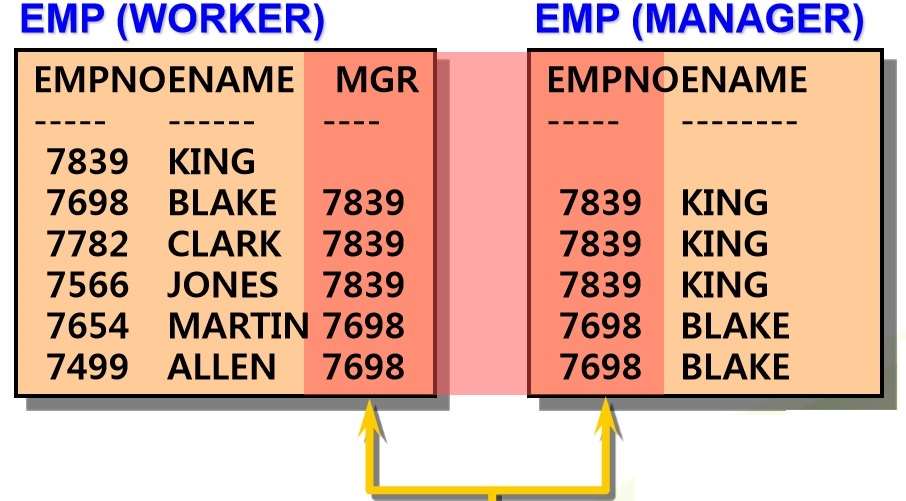 EMP (WORKER) EMP (MANAGER)
EMPNOENAME MGR EMPNOENAME
----- ------ ---- ----- --------
7839 KING
7698 BLAKE 7839 7839 KING
7782 CLARK 7839 7839 KING
7566 JONES 7839 7839 KING
7654 MARTIN 7698 7698 BLAKE
7499 ALLEN 7698 7698 BLAKE